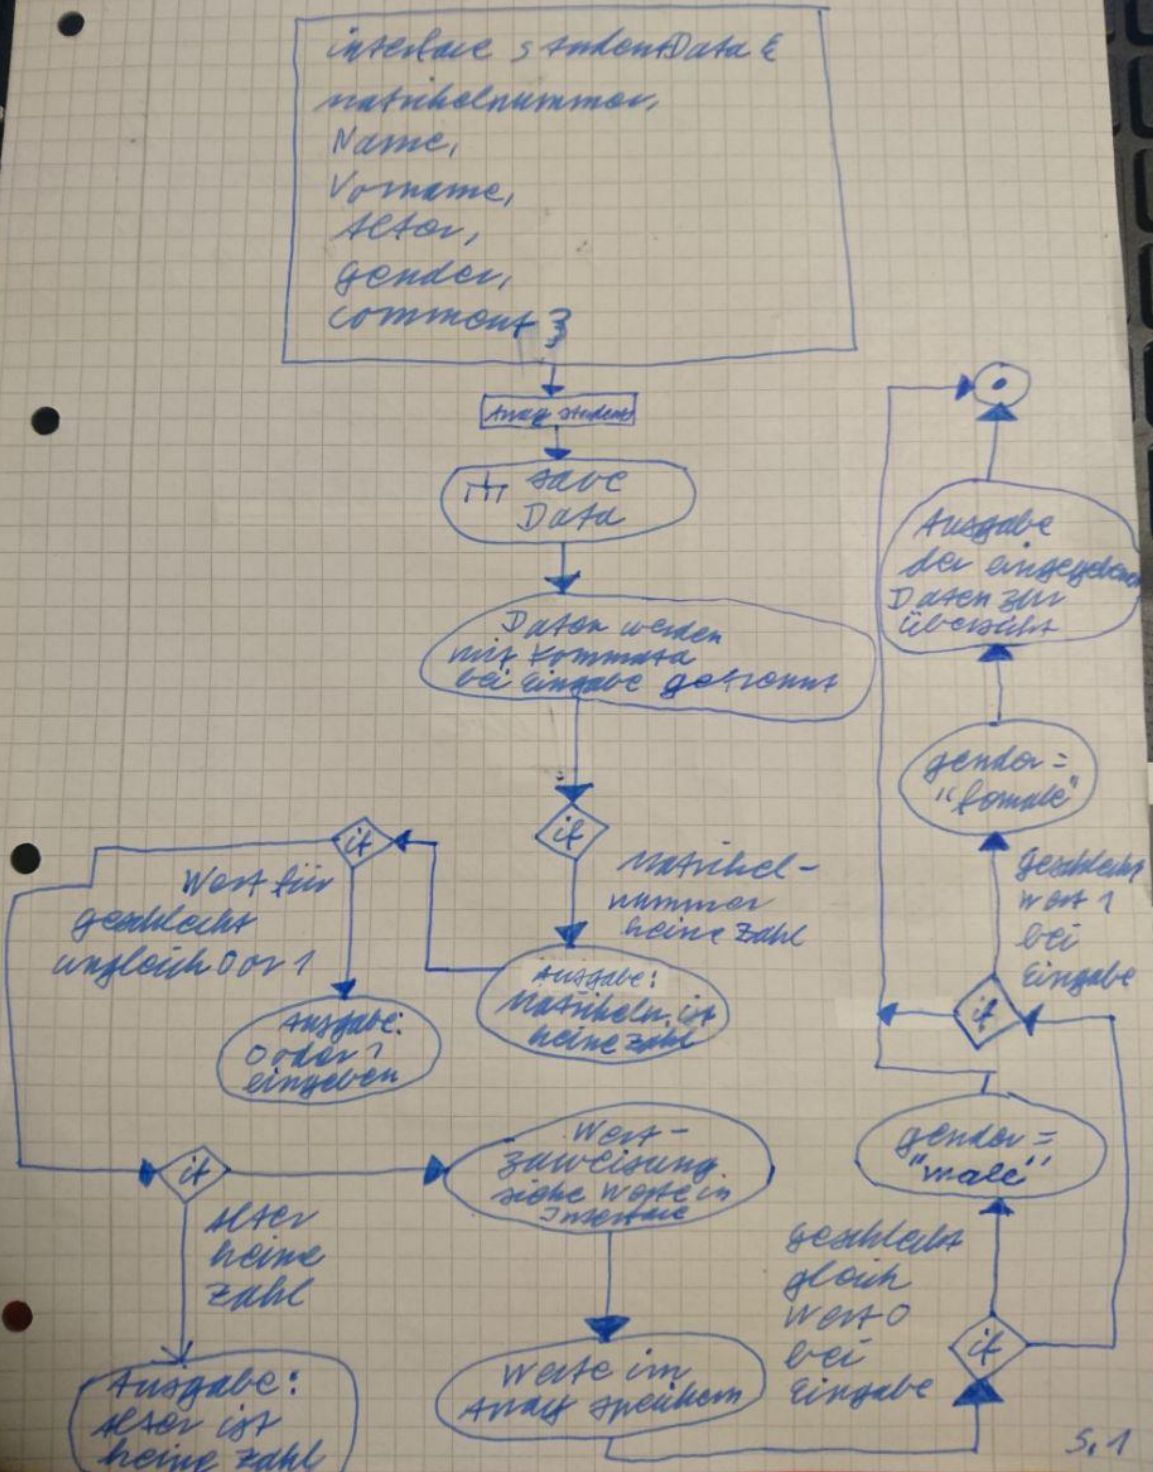 interface studentData {
matrikelnummer,
Name,
Vorname,
Alter,
gender,
comment }
Array students
save
Data
Daten werden
mit Kommata
bei Eingabe getrennt
if
Matrikel-
nummer
keine Zahl
Ausgabe:
Matrikeln. ist
keine Zahl
if
Wert für
geschlecht
ungleich 0 or 1
Ausgabe:
0 oder 1
eingeben
if
Alter
keine
Zahl
Ausgabe:
Alter ist
keine Zahl
Wert-
zuweisung.
siehe Werte in
Interface
Werte im
Array speichern
if
geschlecht
gleich
Wert 0
bei
Eingabe
gender =
"male"
if
Geschlecht
wert 1
bei
Eingabe
gender =
"female"
Ausgabe
der eingegebenen
Daten zur
Übersicht
S. 1